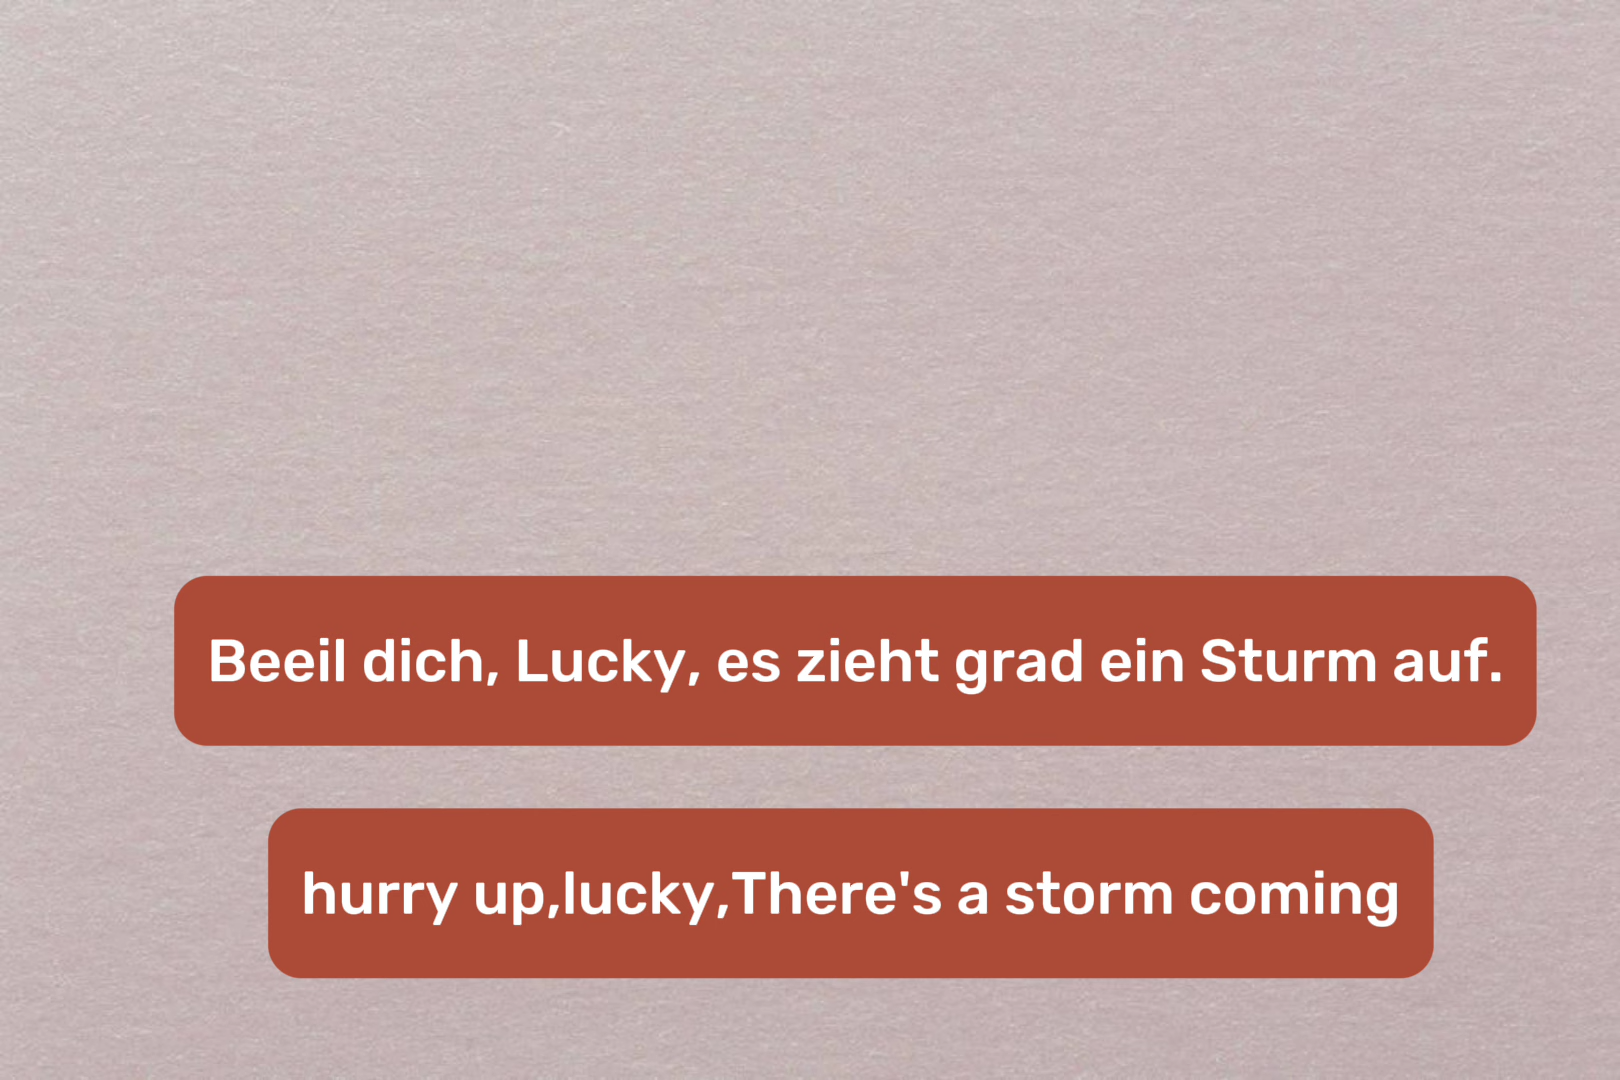 Beeil dich, Lucky, es zieht grad ein Sturm auf.
hurry up,lucky,There's a storm coming